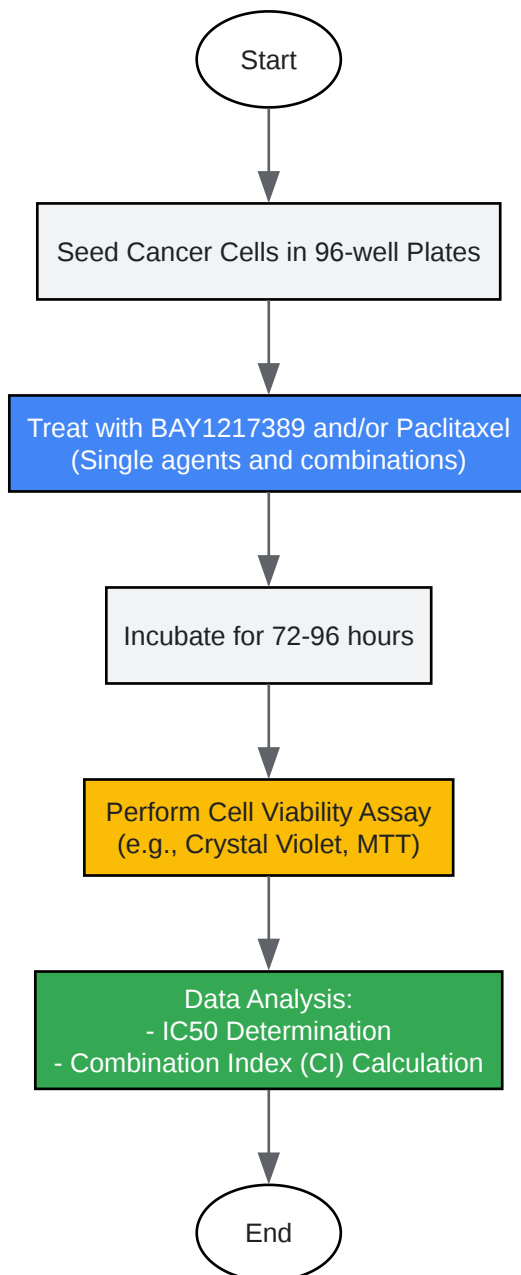 Start
Seed Cancer Cells in 96-well Plates
Treat with BAY1217389 and/or Paclitaxel
(Single agents and combinations)
Incubate for 72-96 hours
Perform Cell Viability Assay
(e.g., Crystal Violet, MTT)
Data Analysis:
- IC50 Determination
- Combination Index (CI) Calculation
End